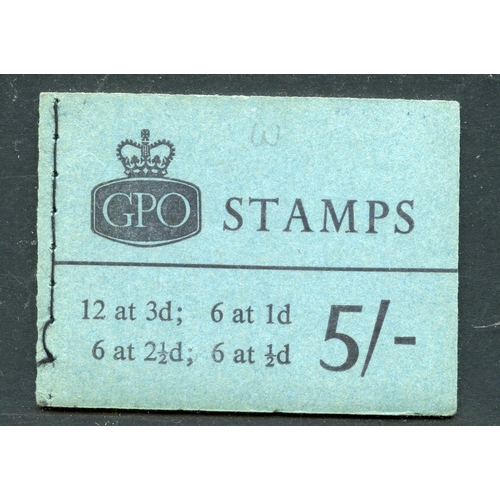 GPO STAMPS
12 at 3d; 6 at 1d
6 at 2½d; 6 at ½d
5/-